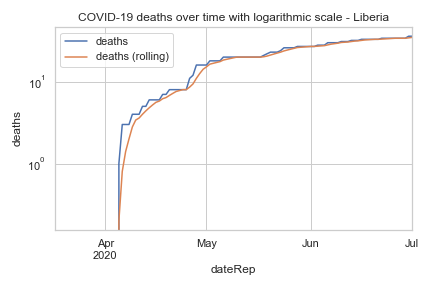 COVID-19 deaths over time with logarithmic scale - Liberia
deaths
deaths (rolling)
10¹
10⁰
deaths
Apr
2020
May
Jun
Jul
dateRep